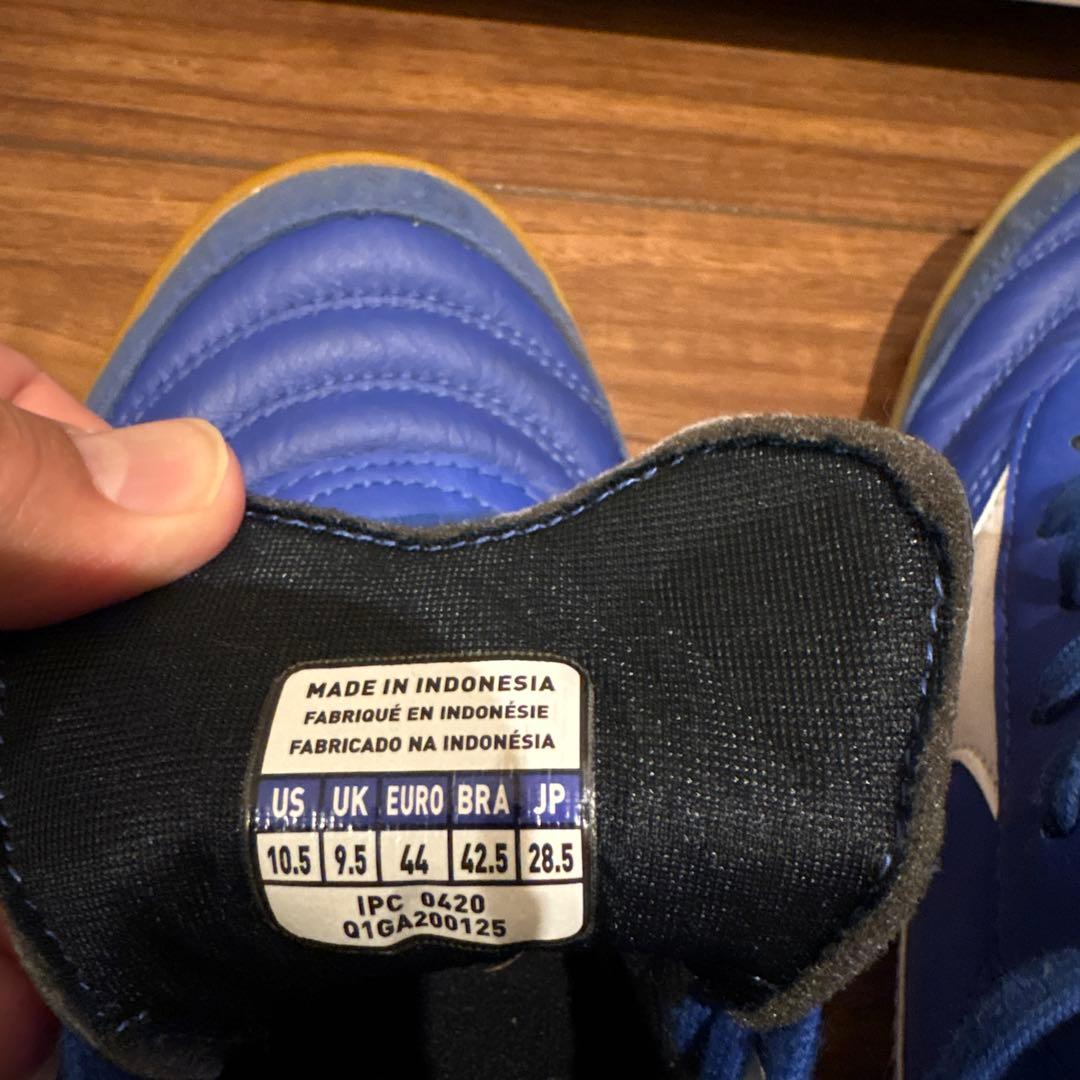 MADE IN INDONESIA
FABRIQUÉ EN INDONÉSIE
FABRICADO NA INDONÉSIA
US UK EURO BRA JP
10.5 9.5 44 42.5 28.5
IPC 0420
Q1GA200125